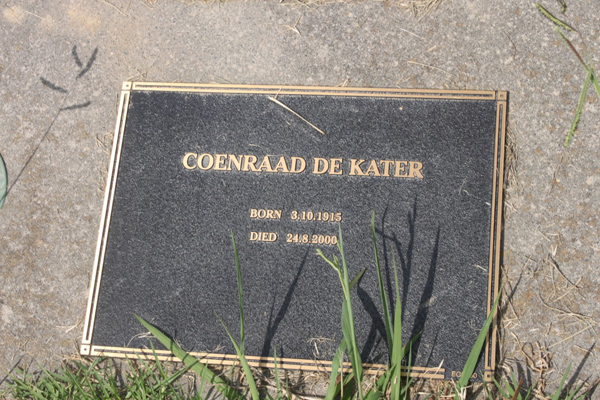 COENRAAD DE KATER
BORN 3.10.1915
DIED 24.8.2000